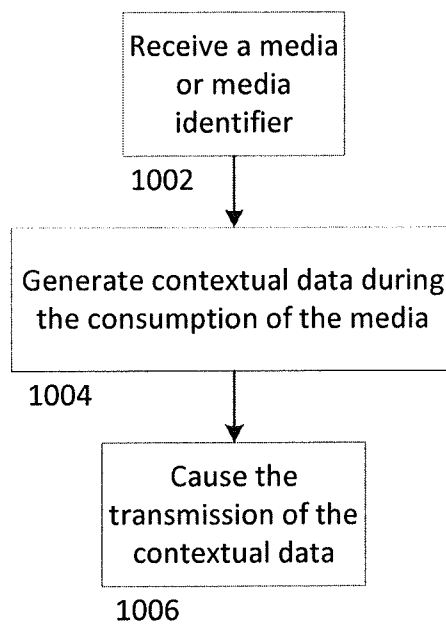 Receive a media
or media
identifier
1002
Generate contextual data during
the consumption of the media
1004
Cause the
transmission of the
contextual data
1006